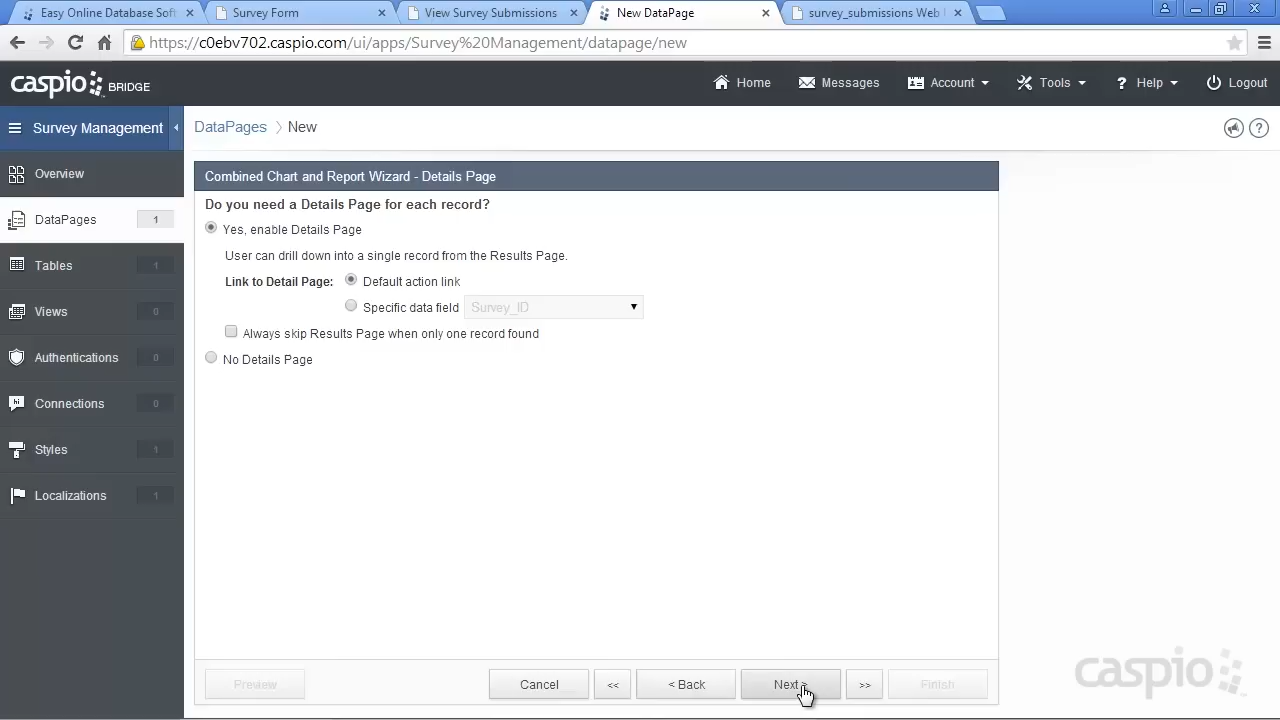 Easy Online Database Soft
Survey Form
View Survey Submissions
New DataPage
survey_submissions Web
https://c0ebv702.caspio.com/ui/apps/Survey%20Management/datapage/new
caspio BRIDGE
Home
Messages
Account
Tools
? Help
Logout
Survey Management
DataPages > New
?
Overview
DataPages 1
Tables 1
Views 0
Authentications 0
Connections 0
Styles 1
Localizations 1
Combined Chart and Report Wizard - Details Page
Do you need a Details Page for each record?
Yes, enable Details Page
User can drill down into a single record from the Results Page.
Link to Detail Page: Default action link
Specific data field Survey_ID
Always skip Results Page when only one record found
No Details Page
Preview
Cancel
<<
< Back
Next >
>>
Finish
caspio